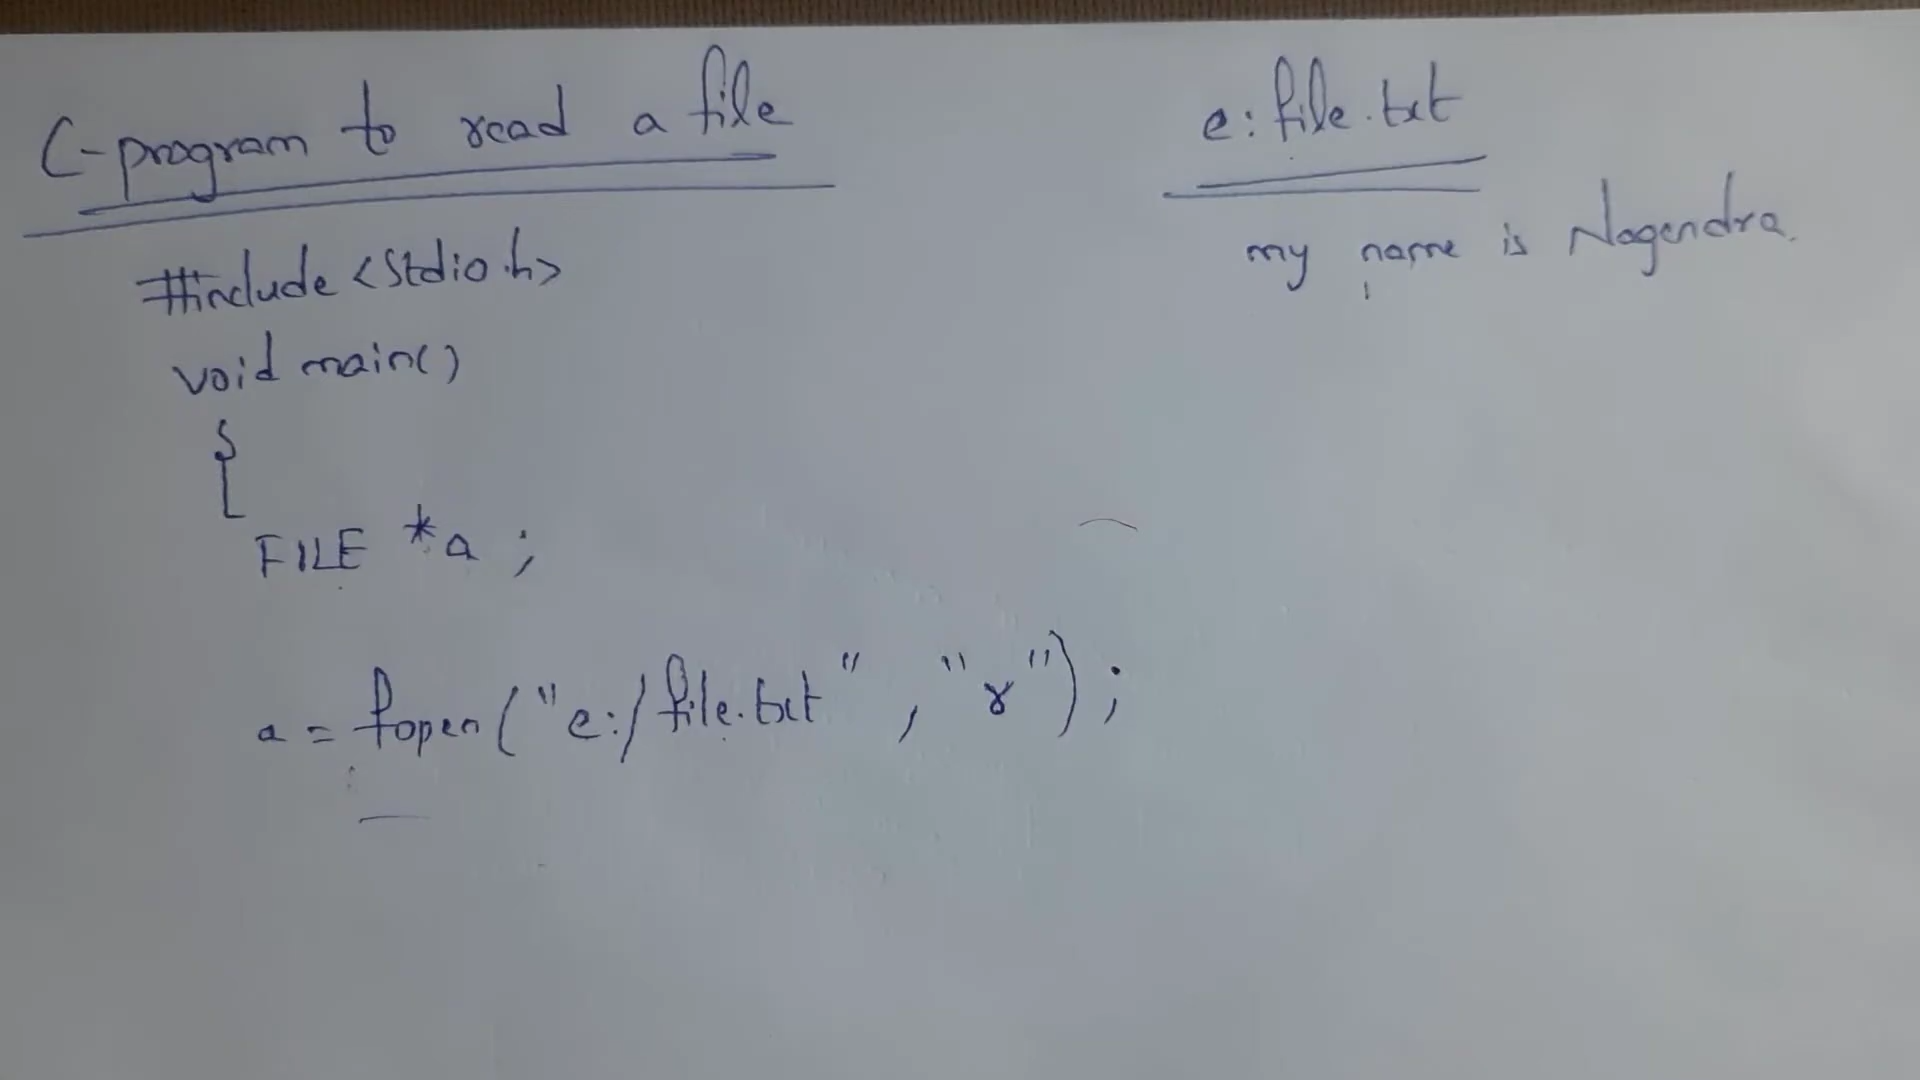 C-program to read a file
#include <stdio.h>
void main()
{
FILE *a ;
a = fopen("e:/file.txt" , "r") ;
e: file.txt
my name is Nagendra.